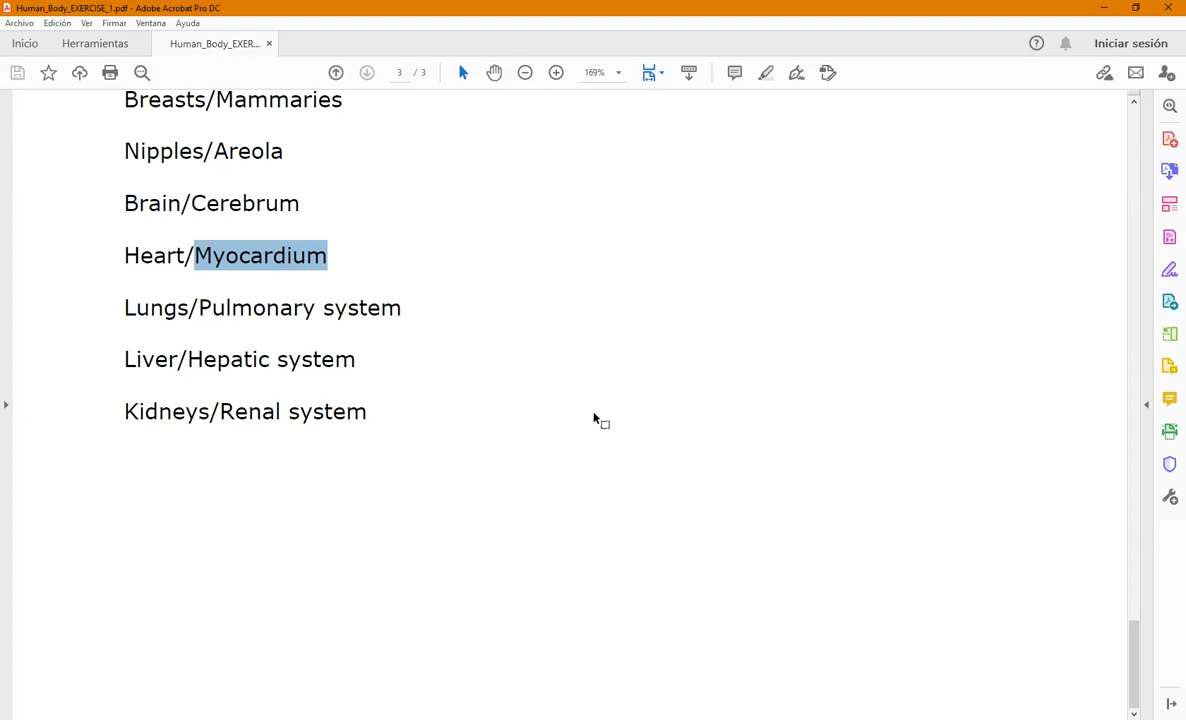 Human_Body_EXERCISE_1.pdf - Adobe Acrobat Pro DC
Archivo Edición Ver Firmar Ventana Ayuda
Inicio Herramientas Human_Body_EXER... × Iniciar sesión
3 / 3 169%
Breasts/Mammaries
Nipples/Areola
Brain/Cerebrum
Heart/Myocardium
Lungs/Pulmonary system
Liver/Hepatic system
Kidneys/Renal system